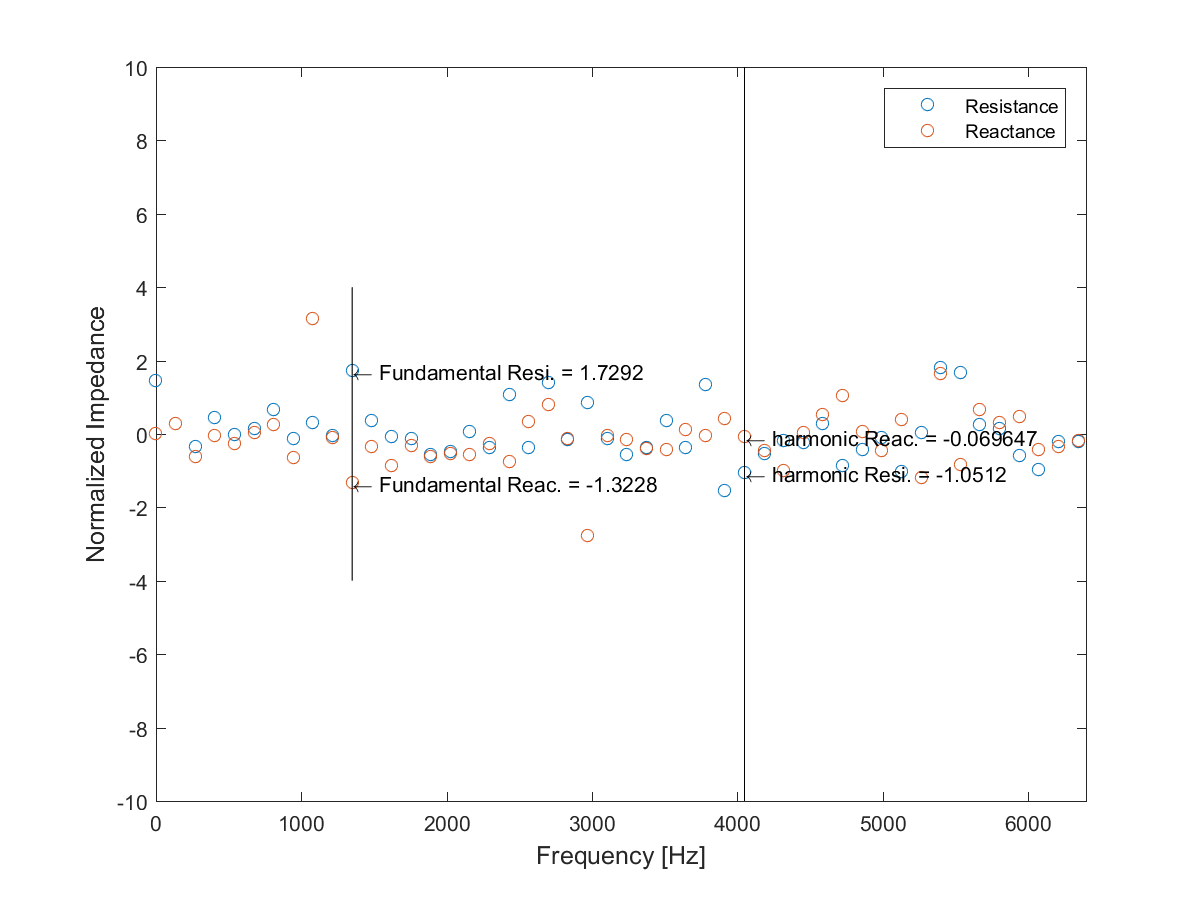 10
8
6
4
2
0
-2
-4
-6
-8
-10
Normalized Impedance
Resistance
Reactance
Fundamental Resi. = 1.7292
Fundamental Reac. = -1.3228
harmonic Reac. = -0.069647
harmonic Resi. = -1.0512
0 1000 2000 3000 4000 5000 6000
Frequency [Hz]